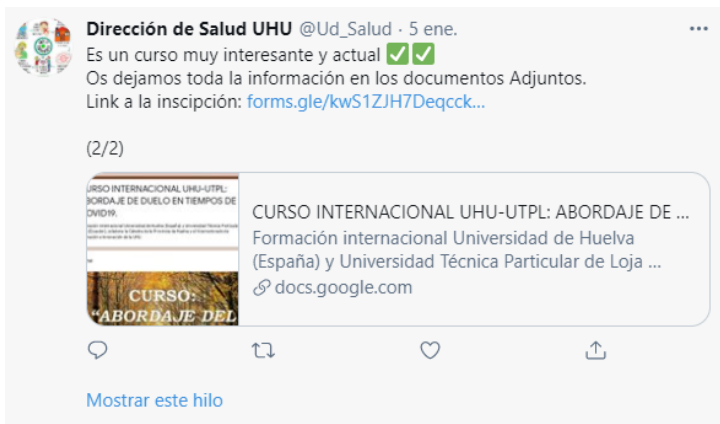 Dirección de Salud UHU @Ud_Salud · 5 ene.
Es un curso muy interesante y actual ✅✅
Os dejamos toda la información en los documentos Adjuntos.
Link a la inscipción: forms.gle/kwS1ZJH7Deqcck...
(2/2)
URSO INTERNACIONAL UHU-UTPL:
BORDAJE DE DUELO EN TIEMPOS DE
OVID19.
CURSO:
"ABORDAJE DEL
CURSO INTERNACIONAL UHU-UTPL: ABORDAJE DE ...
Formación internacional Universidad de Huelva
(España) y Universidad Técnica Particular de Loja ...
docs.google.com
Mostrar este hilo